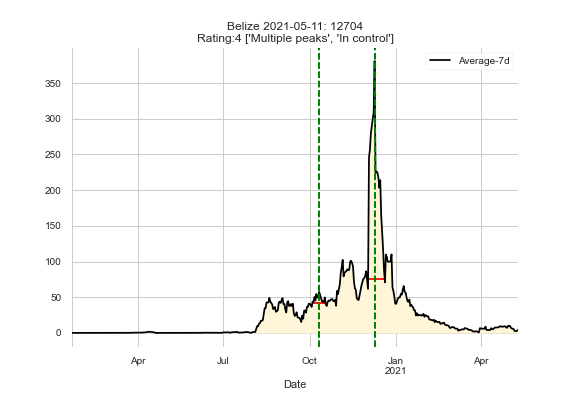 Belize 2021-05-11: 12704
Rating:4 ['Multiple peaks', 'In control']
Average-7d
350
300
250
200
150
100
50
0
Apr
Jul
Oct
Jan
2021
Apr
Date